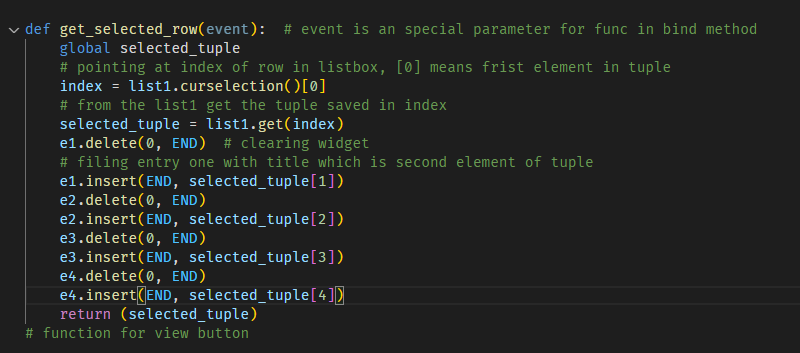 def get_selected_row(event):  # event is an special parameter for func in bind method
    global selected_tuple
    # pointing at index of row in listbox, [0] means frist element in tuple
    index = list1.curselection()[0]
    # from the list1 get the tuple saved in index
    selected_tuple = list1.get(index)
    e1.delete(0, END)  # clearing widget
    # filing entry one with title which is second element of tuple
    e1.insert(END, selected_tuple[1])
    e2.delete(0, END)
    e2.insert(END, selected_tuple[2])
    e3.delete(0, END)
    e3.insert(END, selected_tuple[3])
    e4.delete(0, END)
    e4.insert(END, selected_tuple[4])
    return (selected_tuple)
# function for view button